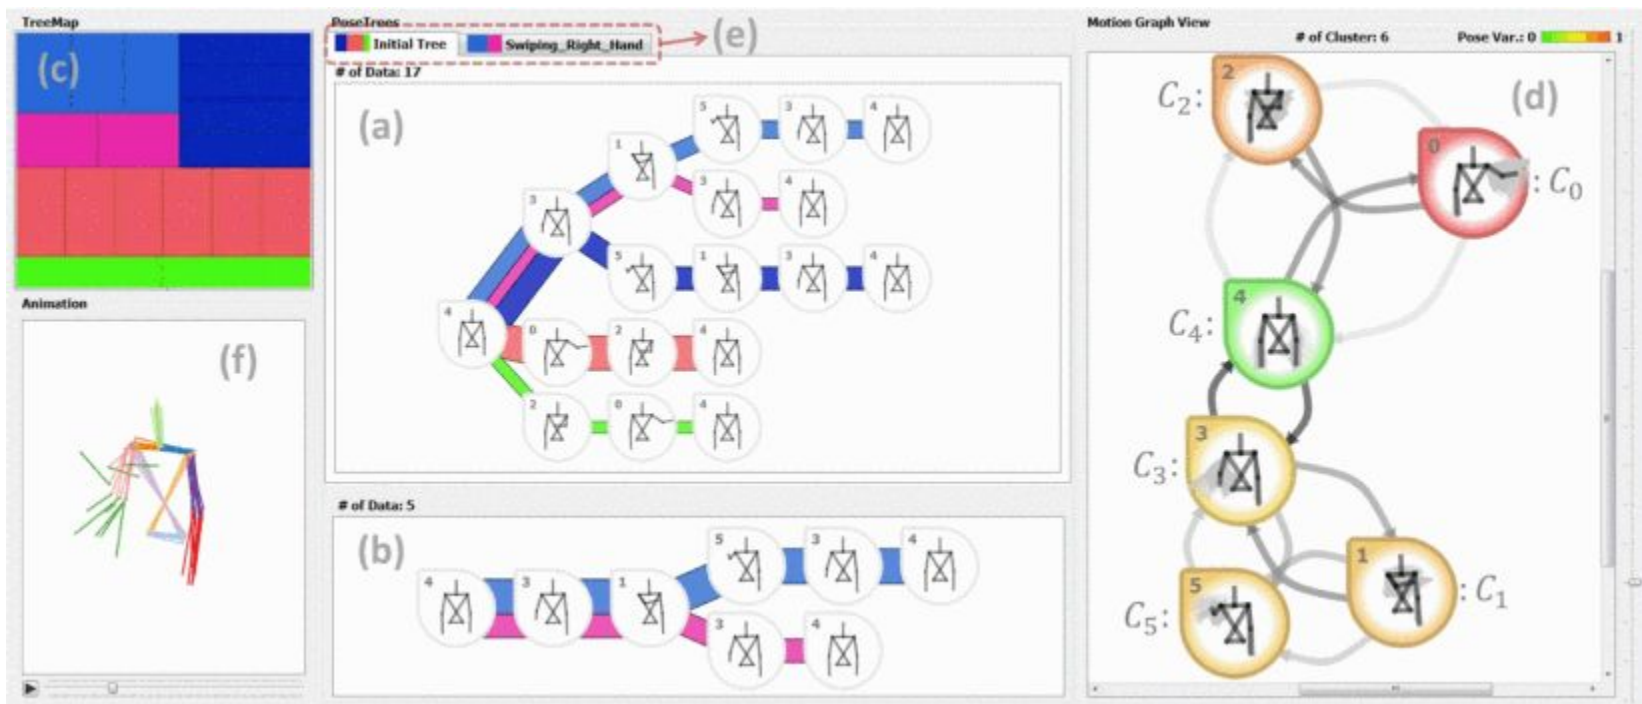 TreeMap
(c)
Animation
(f)
PoseTrees
Initial Tree
Swiping_Right_Hand
(e)
# of Data: 17
(a)
5
3
4
1
3
4
3
5
1
3
4
4
0
2
4
2
0
4
# of Data: 5
(b)
5
3
4
4
3
1
3
4
Motion Graph View
# of Cluster: 6
Pose Var.: 0
1
(d)
2
C₂:
0
: C₀
4
C₄:
3
C₃:
1
: C₁
5
C₅: